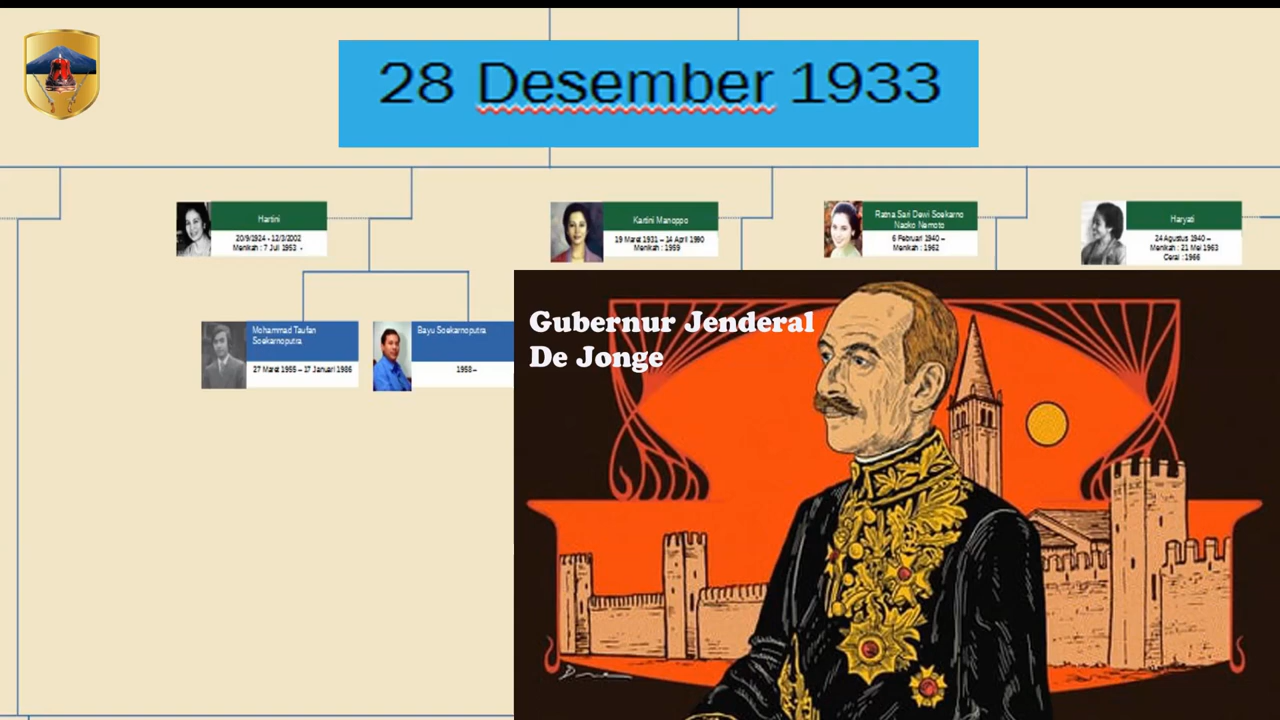 28 Desember 1933
Hartini
20/9/1924 - 12/3/2002
Menikah : 7 Juli 1953
Kartini Manoppo
19 Maret 1931 – 14 April 1990
Menikah : 1959
Ratna Sari Dewi Soekarno
Naoko Nemoto
6 Februari 1940 –
Menikah : 1962
Haryati
24 Agustus 1940 –
Menikah : 21 Mei 1963
Cerai : 1966
Mohammad Taufan
Soekarnoputra
27 Maret 1955 – 17 Januari 1986
Bayu Soekarnoputra
1958 –
Gubernur Jenderal
De Jonge